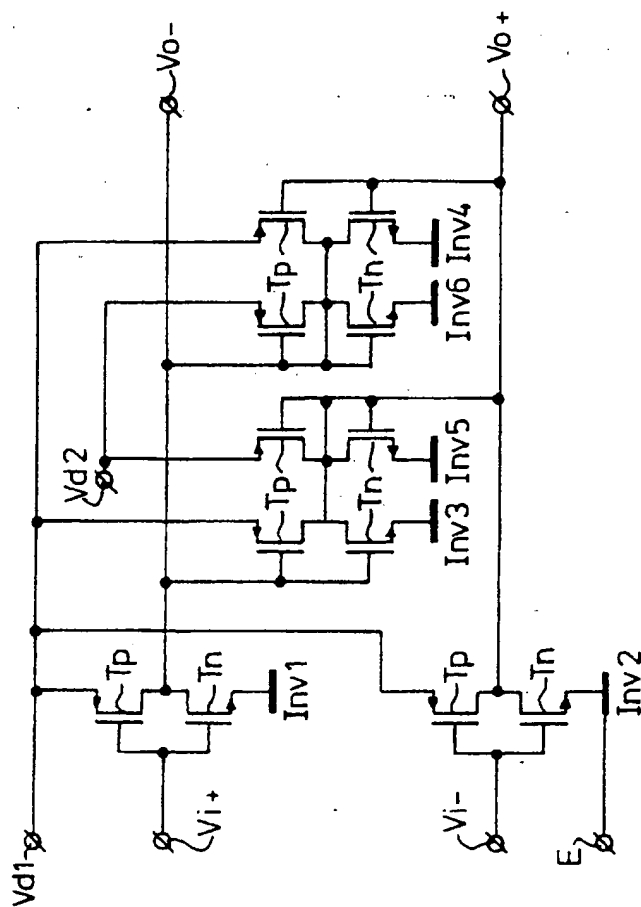 Vd1
Vi+
Vi-
E
Tp
Tn
Inv1
Tp
Tn
Inv2
Vd2
Tp
Tn
Inv3
Inv5
Tp
Tn
Inv6
Inv4
Vo-
Vo+